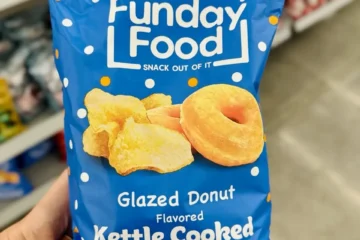 Funday
Food
SNACK OUT OF IT
Glazed Donut
Flavored
Kettle Cooked